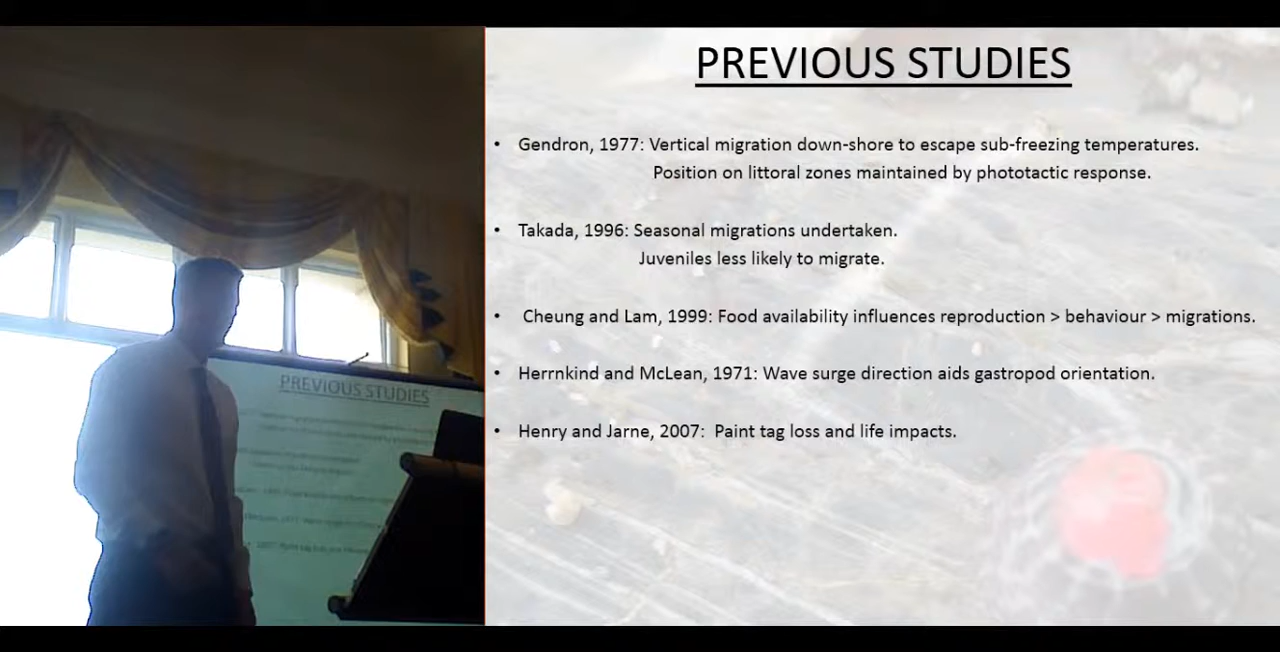 PREVIOUS STUDIES
• Gendron, 1977: Vertical migration down-shore to escape sub-freezing temperatures.
Position on littoral zones maintained by phototactic response.
• Takada, 1996: Seasonal migrations undertaken.
Juveniles less likely to migrate.
• Cheung and Lam, 1999: Food availability influences reproduction > behaviour > migrations.
• Herrnkind and McLean, 1971: Wave surge direction aids gastropod orientation.
• Henry and Jarne, 2007: Paint tag loss and life impacts.
PREVIOUS STUDIES